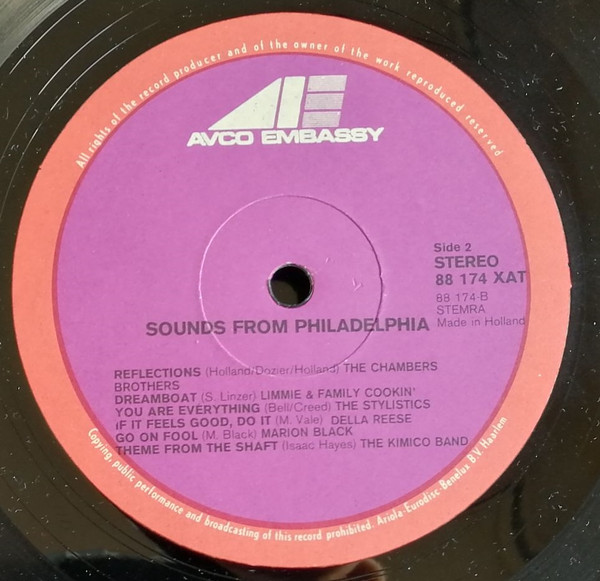 All rights of the record producer and of the owner of the work reproduced reserved
AE
AVCO EMBASSY
Side 2
STEREO
88 174 XAT
88 174-B
STEMRA
Made in Holland
SOUNDS FROM PHILADELPHIA
REFLECTIONS (Holland/Dozier/Holland) THE CHAMBERS
BROTHERS
DREAMBOAT (S. Linzer) LIMMIE & FAMILY COOKIN'
YOU ARE EVERYTHING (Bell/Creed) THE STYLISTICS
iF IT FEELS GOOD, DO IT (M. Vale) DELLA REESE
GO ON FOOL (M. Black) MARION BLACK
THEME FROM THE SHAFT (Isaac Hayes) THE KIMICO BAND
Copying, public performance and broadcasting of this record prohibited. Ariola-Eurodisc Benelux B.V. Haarlem